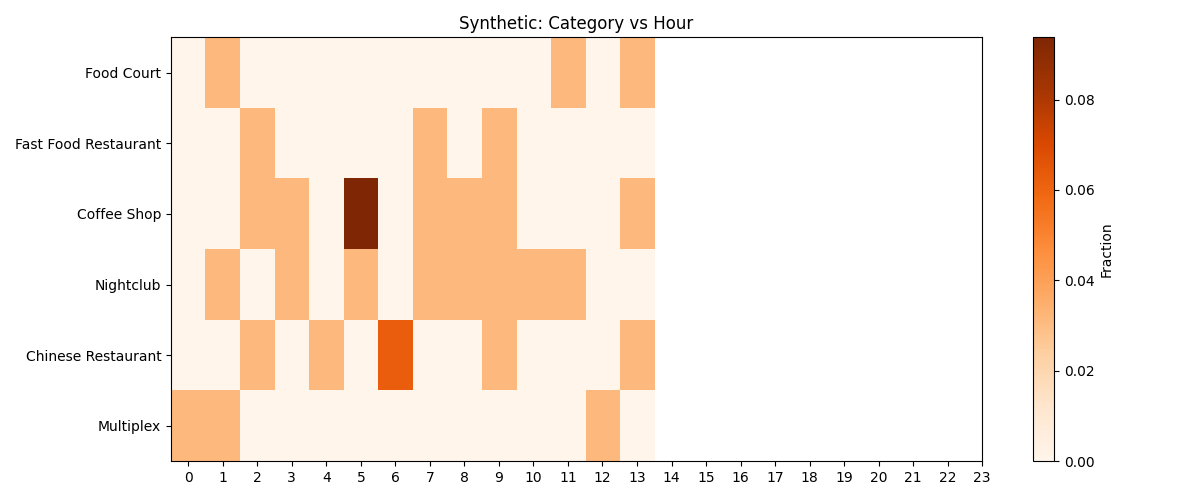 Synthetic: Category vs Hour
Food Court
Fast Food Restaurant
Coffee Shop
Nightclub
Chinese Restaurant
Multiplex
0 1 2 3 4 5 6 7 8 9 10 11 12 13 14 15 16 17 18 19 20 21 22 23
0.08
0.06
0.04
0.02
0.00
Fraction